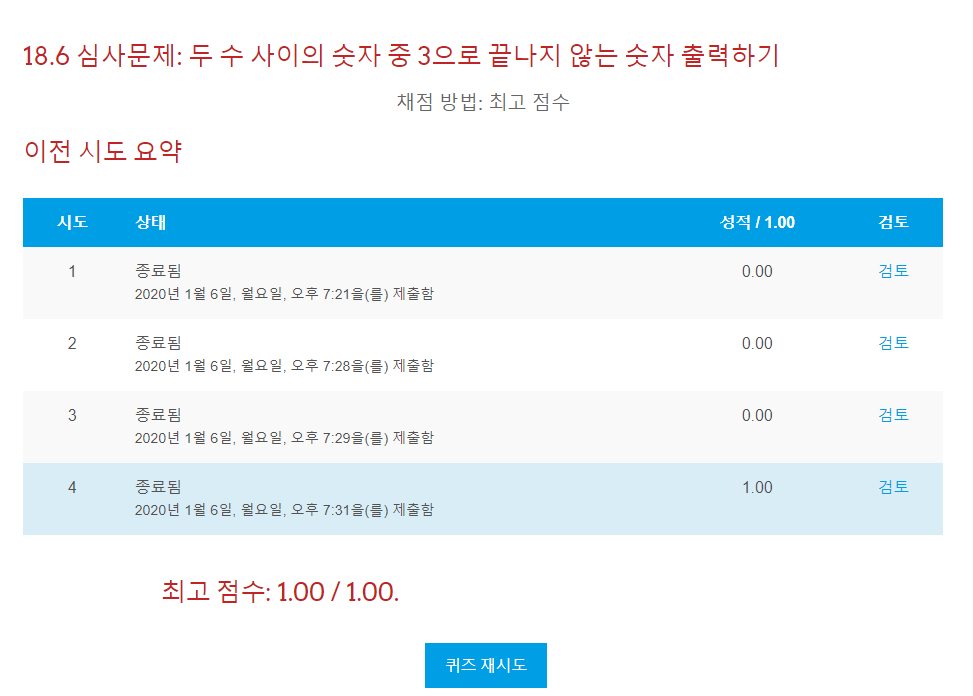 18.6 심사문제: 두 수 사이의 숫자 중 3으로 끝나지 않는 숫자 출력하기
채점 방법: 최고 점수
이전 시도 요약
시도 상태 성적 / 1.00 검토
1 종료됨 0.00 검토
2020년 1월 6일, 월요일, 오후 7:21을(를) 제출함
2 종료됨 0.00 검토
2020년 1월 6일, 월요일, 오후 7:28을(를) 제출함
3 종료됨 0.00 검토
2020년 1월 6일, 월요일, 오후 7:29을(를) 제출함
4 종료됨 1.00 검토
2020년 1월 6일, 월요일, 오후 7:31을(를) 제출함
최고 점수: 1.00 / 1.00.
퀴즈 재시도